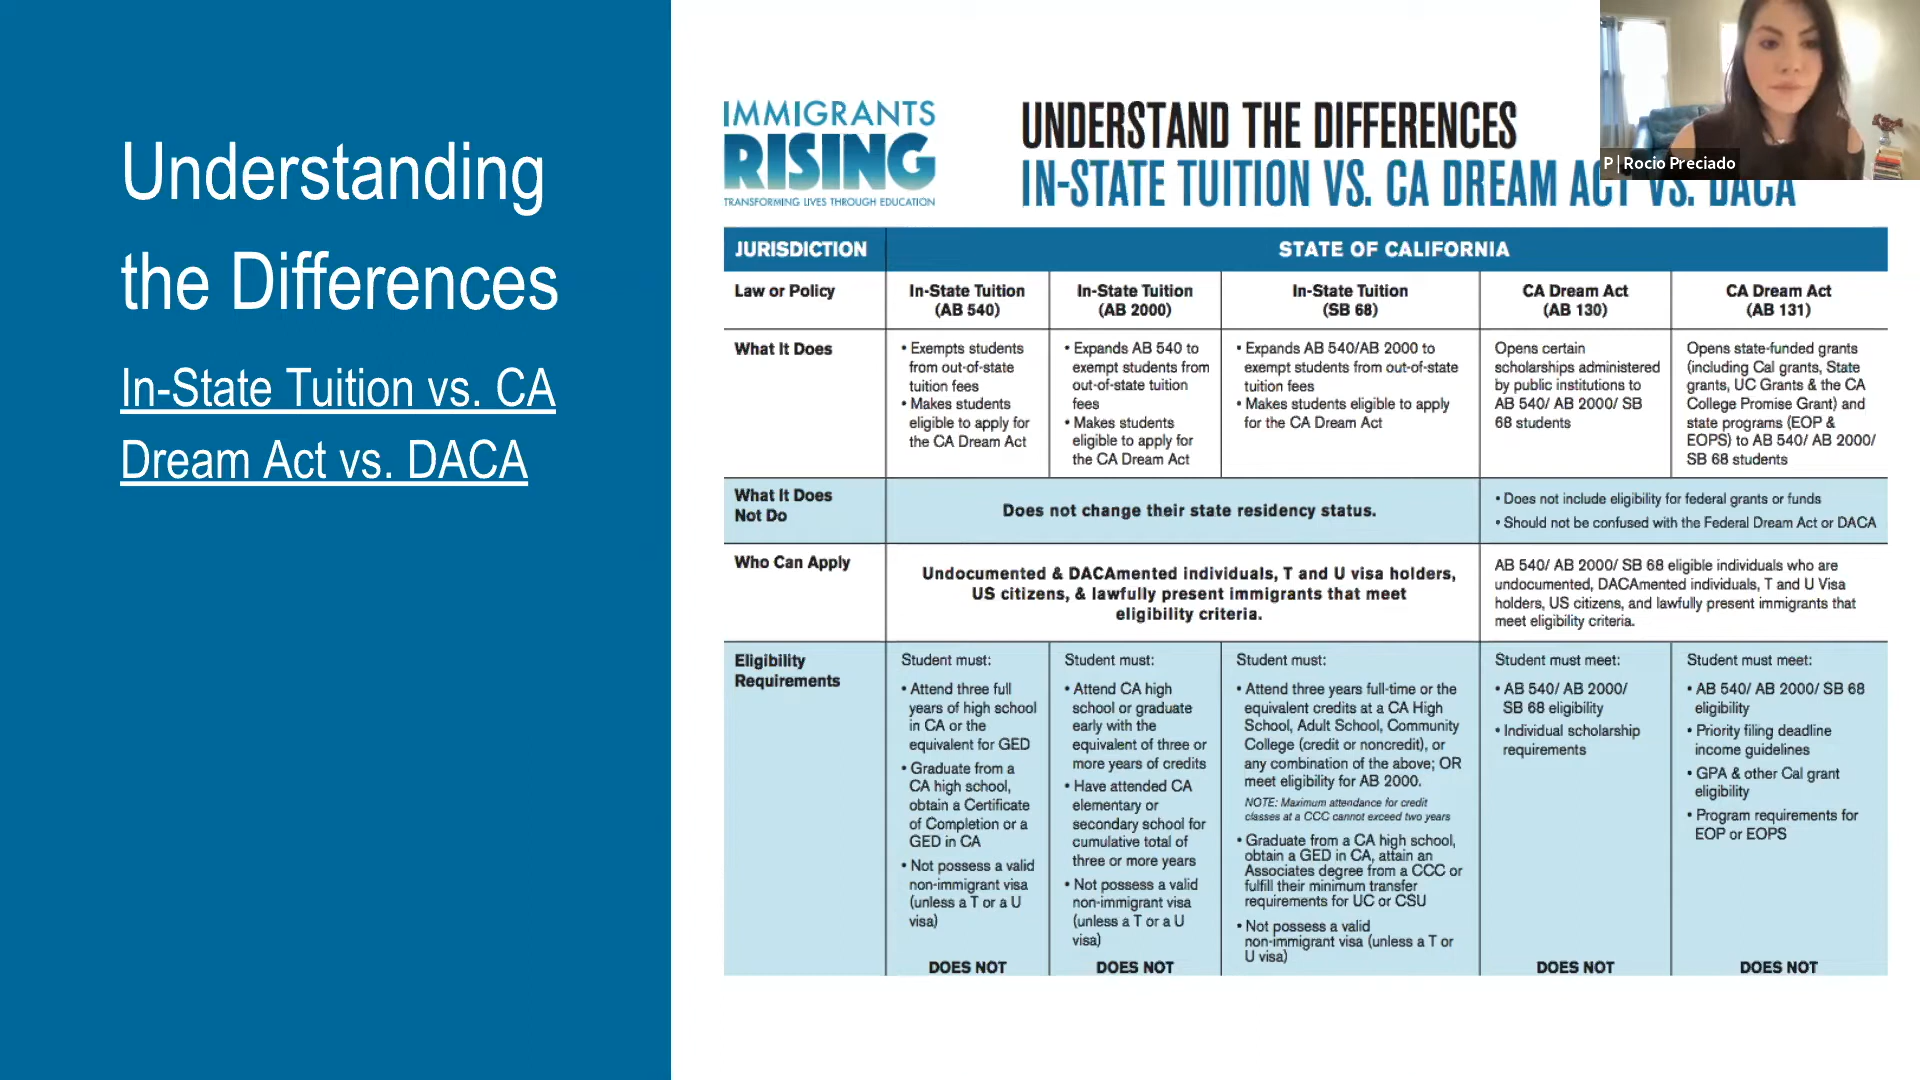 Understanding
the Differences
In-State Tuition vs. CA
Dream Act vs. DACA
IMMIGRANTS
RISING
TRANSFORMING LIVES THROUGH EDUCATION
UNDERSTAND THE DIFFERENCES
IN-STATE TUITION VS. CA DREAM ACT VS. DACA
P | Rocio Preciado
JURISDICTION
STATE OF CALIFORNIA
Law or Policy
In-State Tuition
(AB 540)
In-State Tuition
(AB 2000)
In-State Tuition
(SB 68)
CA Dream Act
(AB 130)
CA Dream Act
(AB 131)
What It Does
• Exempts students
from out-of-state
tuition fees
• Makes students
eligible to apply for
the CA Dream Act
• Expands AB 540 to
exempt students from
out-of-state tuition
fees
• Makes students
eligible to apply for
the CA Dream Act
• Expands AB 540/AB 2000 to
exempt students from out-of-state
tuition fees
• Makes students eligible to apply
for the CA Dream Act
Opens certain
scholarships administered
by public institutions to
AB 540/ AB 2000/ SB
68 students
Opens state-funded grants
(including Cal grants, State
grants, UC Grants & the CA
College Promise Grant) and
state programs (EOP &
EOPS) to AB 540/ AB 2000/
SB 68 students
What It Does
Not Do
Does not change their state residency status.
• Does not include eligibility for federal grants or funds
• Should not be confused with the Federal Dream Act or DACA
Who Can Apply
Undocumented & DACAmented individuals, T and U visa holders,
US citizens, & lawfully present immigrants that meet
eligibility criteria.
AB 540/ AB 2000/ SB 68 eligible individuals who are
undocumented, DACAmented individuals, T and U Visa
holders, US citizens, and lawfully present immigrants that
meet eligibility criteria.
Eligibility
Requirements
Student must:
• Attend three full
years of high school
in CA or the
equivalent for GED
• Graduate from a
CA high school,
obtain a Certificate
of Completion or a
GED in CA
• Not possess a valid
non-immigrant visa
(unless a T or a U
visa)
DOES NOT
Student must:
• Attend CA high
school or graduate
early with the
equivalent of three or
more years of credits
• Have attended CA
elementary or
secondary school for
cumulative total of
three or more years
• Not possess a valid
non-immigrant visa
(unless a T or a U
visa)
DOES NOT
Student must:
• Attend three years full-time or the
equivalent credits at a CA High
School, Adult School, Community
College (credit or noncredit), or
any combination of the above; OR
meet eligibility for AB 2000.
NOTE: Maximum attendance for credit
classes at a CCC cannot exceed two years
• Graduate from a CA high school,
obtain a GED in CA, attain an
Associates degree from a CCC or
fulfill their minimum transfer
requirements for UC or CSU
• Not possess a valid
non-immigrant visa (unless a T or
U visa)
Student must meet:
• AB 540/ AB 2000/
SB 68 eligibility
• Individual scholarship
requirements
DOES NOT
Student must meet:
• AB 540/ AB 2000/ SB 68
eligibility
• Priority filing deadline
income guidelines
• GPA & other Cal grant
eligibility
• Program requirements for
EOP or EOPS
DOES NOT